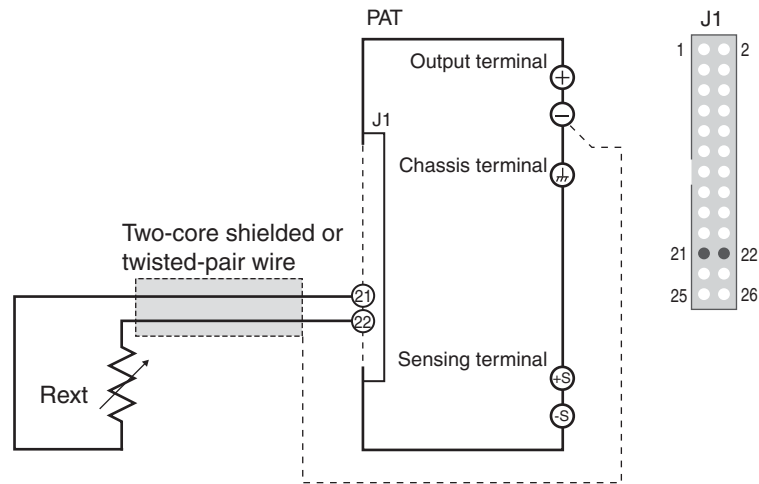 PAT
J1
Output terminal
+
−
1
2
J1
Chassis terminal
Two-core shielded or
twisted-pair wire
21
22
21
22
25
26
Sensing terminal
+S
-S
Rext